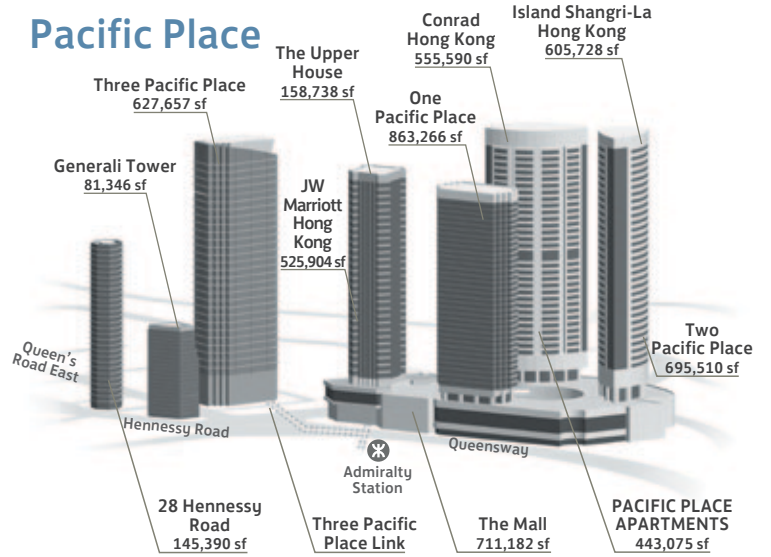 Pacific Place
Conrad
Hong Kong
555,590 sf
Island Shangri-La
Hong Kong
605,728 sf
The Upper
House
158,738 sf
Three Pacific Place
627,657 sf
One
Pacific Place
863,266 sf
Generali Tower
81,346 sf
JW
Marriott
Hong
Kong
525,904 sf
Two
Pacific Place
695,510 sf
Queen's
Road East
Hennessy Road
Queensway
Admiralty
Station
28 Hennessy
Road
145,390 sf
Three Pacific
Place Link
The Mall
711,182 sf
PACIFIC PLACE
APARTMENTS
443,075 sf